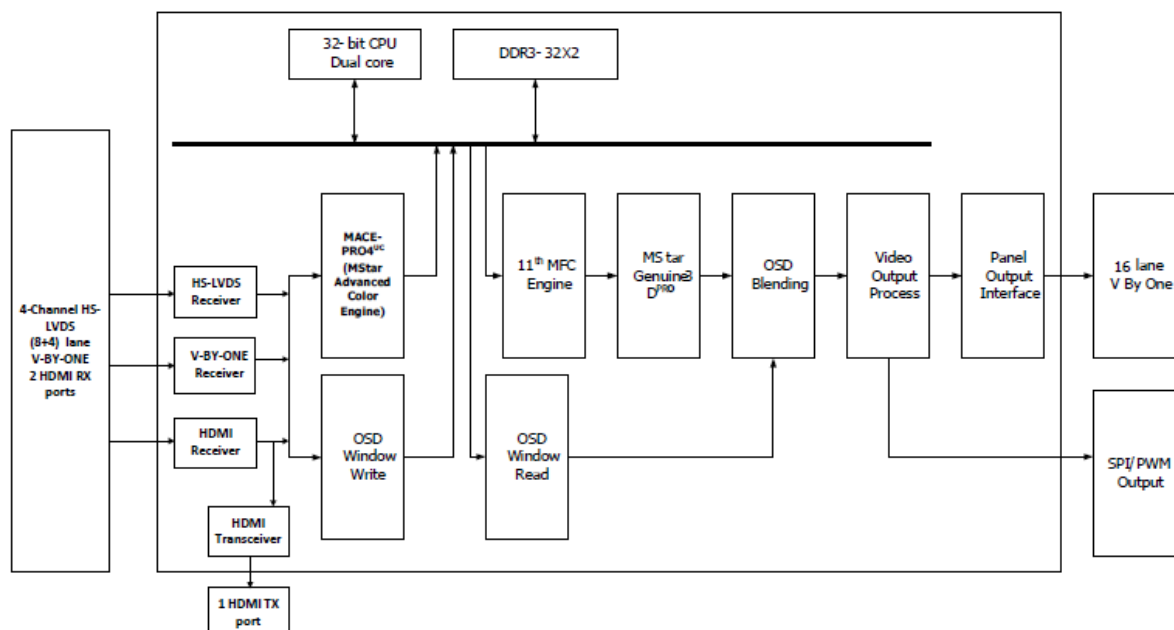 32- bit CPU
Dual core
DDR3- 32X2
4-Channel HS-
LVDS
(8+4) lane
V-BY-ONE
2 HDMI RX
ports
HS-LVDS
Receiver
V-BY-ONE
Receiver
HDMI
Receiver
HDMI
Transceiver
1 HDMI TX
port
MACE-
PRO4UC
(MStar
Advanced
Color
Engine)
OSD
Window
Write
11th MFC
Engine
OSD
Window
Read
MS tar
Genuine3
DPRO
OSD
Blending
Video
Output
Process
Panel
Output
Interface
16 lane
V By One
SPI/PWM
Output